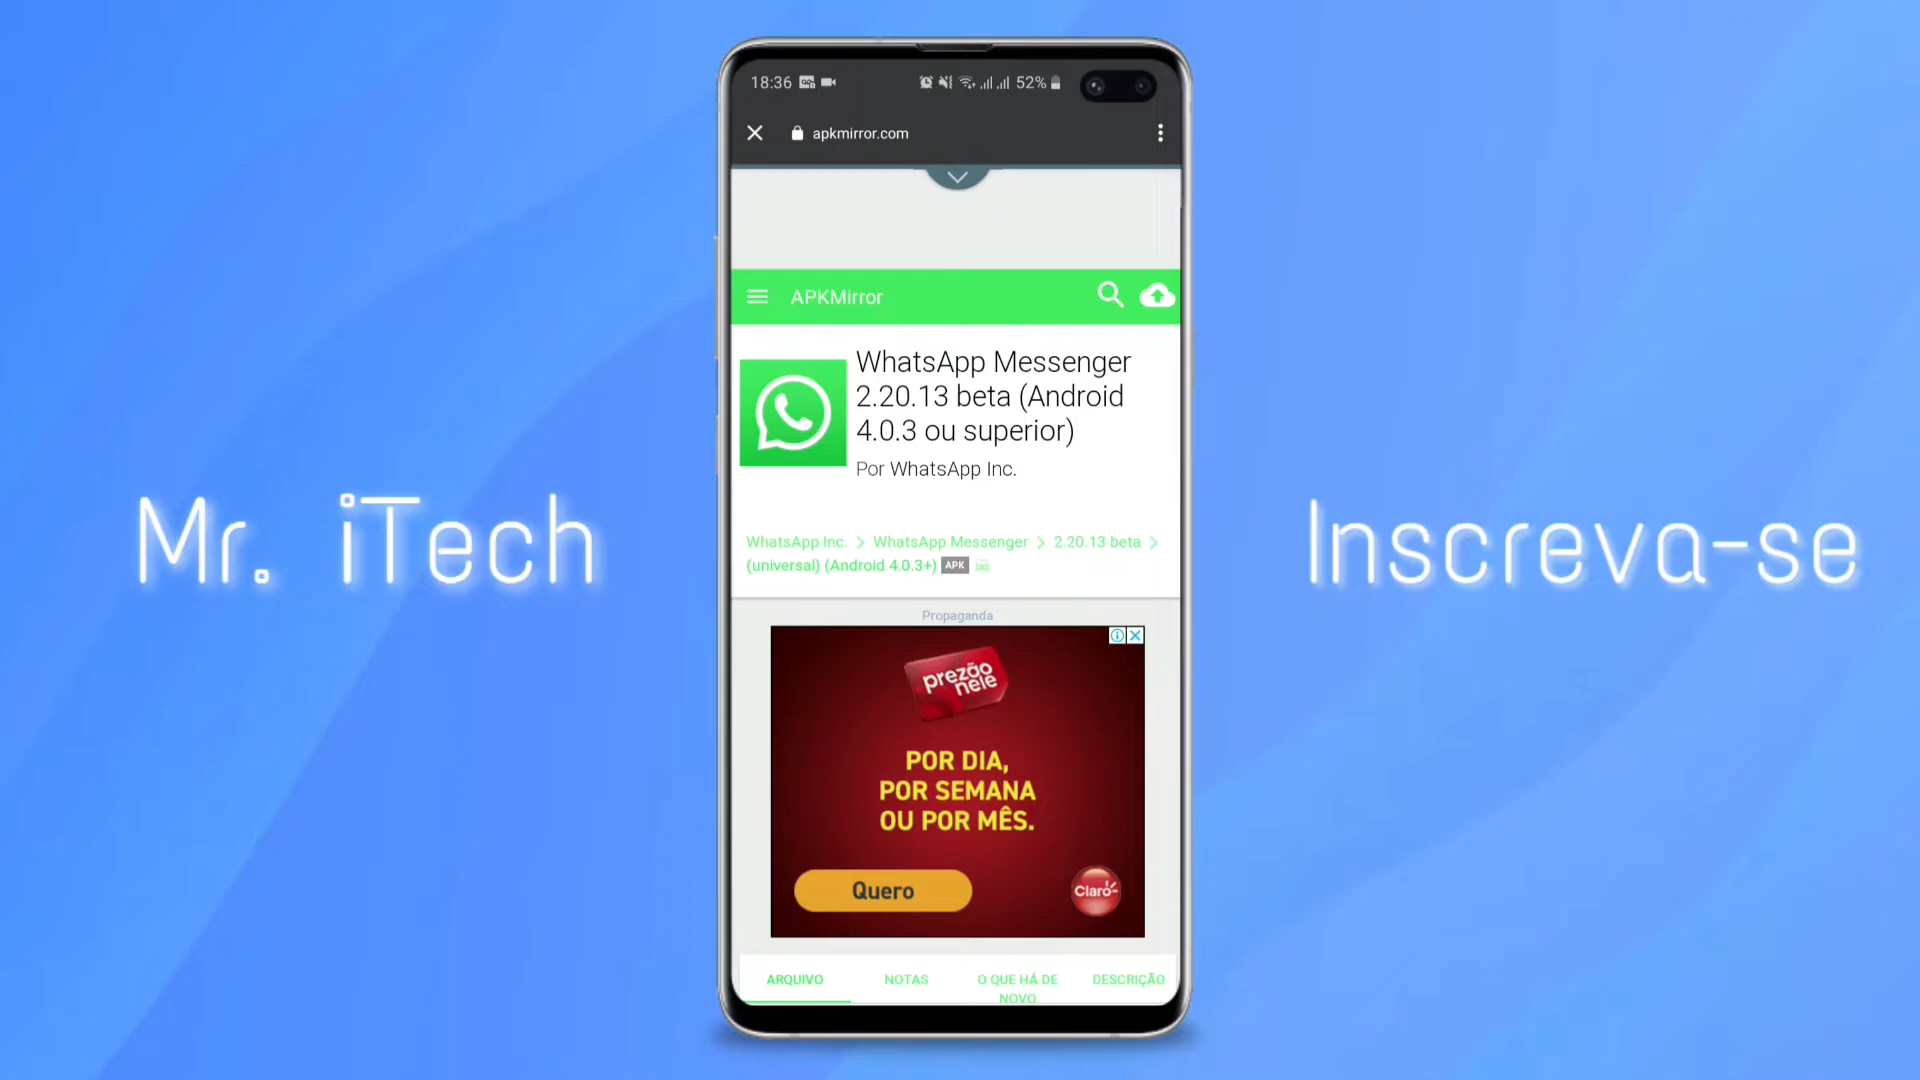 18:36
52%
apkmirror.com
APKMirror
WhatsApp Messenger
2.20.13 beta (Android
4.0.3 ou superior)
Por WhatsApp Inc.
Mr. iTech
Inscreva-se
WhatsApp Inc. > WhatsApp Messenger > 2.20.13 beta >
(universal) (Android 4.0.3+) APK
Propaganda
prezão
nele
POR DIA,
POR SEMANA
OU POR MÊS.
Quero
Claro
ARQUIVO
NOTAS
O QUE HÁ DE
NOVO
DESCRIÇÃO